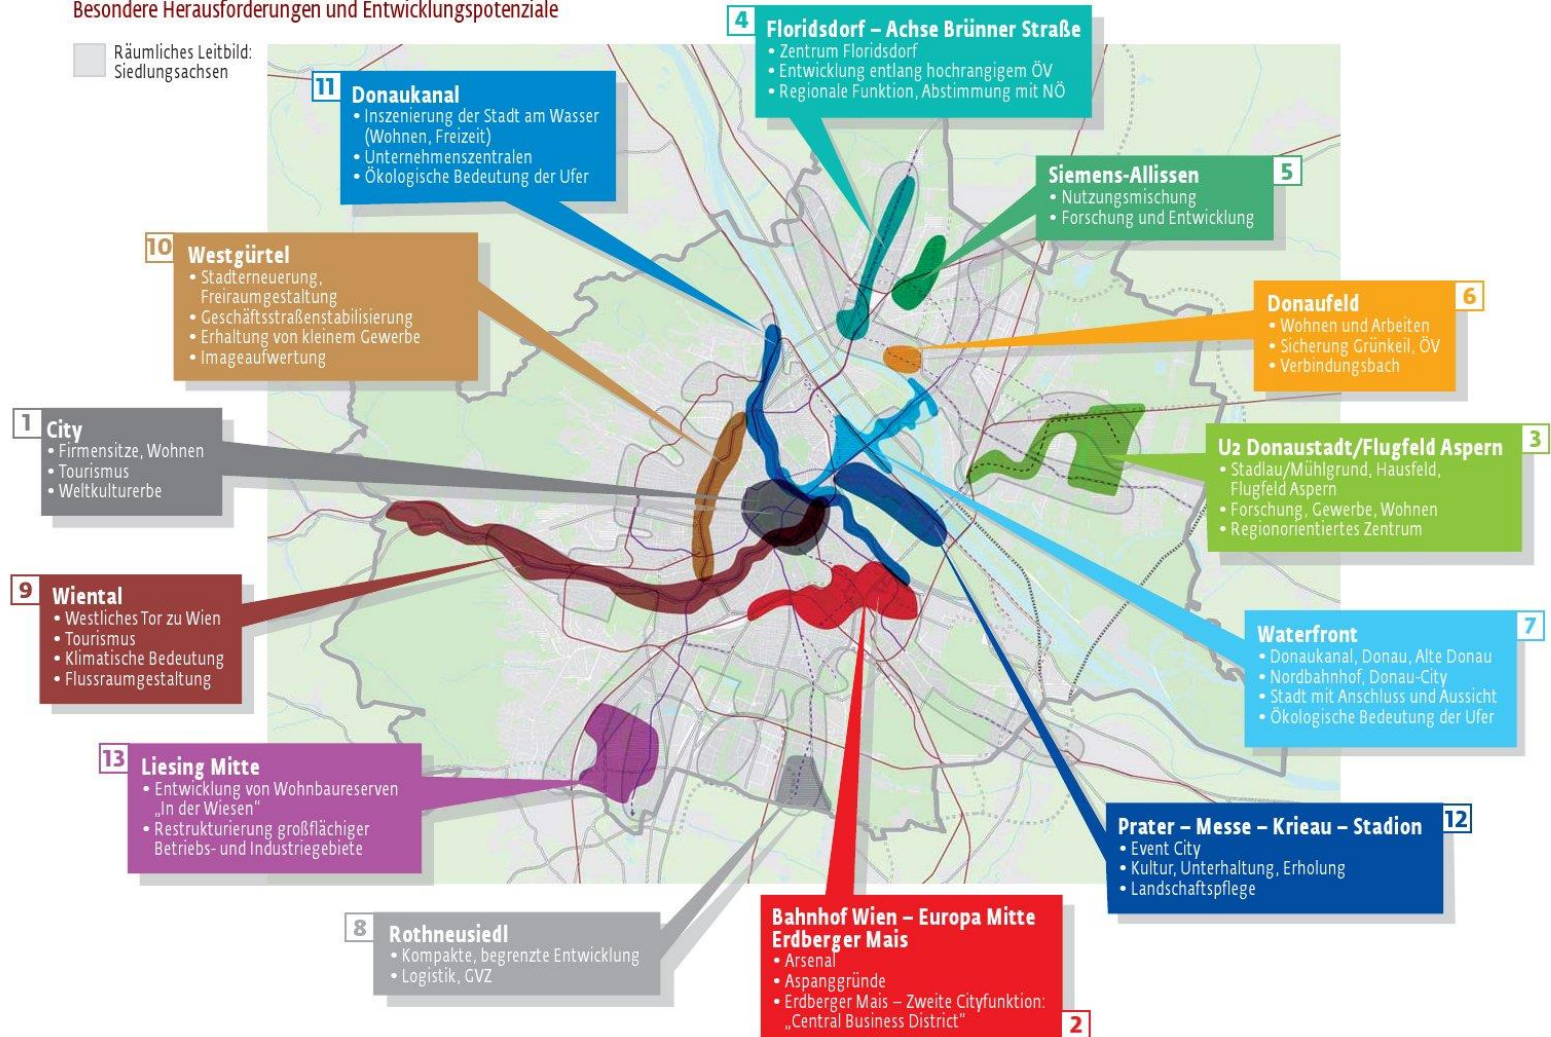 Besondere Herausforderungen und Entwicklungspotenziale
Räumliches Leitbild:
Siedlungsachsen
4
Floridsdorf – Achse Brünner Straße
• Zentrum Floridsdorf
• Entwicklung entlang hochrangigem ÖV
• Regionale Funktion, Abstimmung mit NÖ
11
Donaukanal
• Inszenierung der Stadt am Wasser
(Wohnen, Freizeit)
• Unternehmenszentralen
• Ökologische Bedeutung der Ufer
5
Siemens-Allissen
• Nutzungsmischung
• Forschung und Entwicklung
10
Westgürtel
• Stadterneuerung,
Freiraumgestaltung
• Geschäftsstraßenstabilisierung
• Erhaltung von kleinem Gewerbe
• Imageaufwertung
6
Donaufeld
• Wohnen und Arbeiten
• Sicherung Grünkeil, ÖV
• Verbindungsbach
1
City
• Firmensitze, Wohnen
• Tourismus
• Weltkulturerbe
3
U2 Donaustadt/Flugfeld Aspern
• Stadlau/Mühlgrund, Hausfeld,
Flugfeld Aspern
• Forschung, Gewerbe, Wohnen
• Regionorientiertes Zentrum
9
Wiental
• Westliches Tor zu Wien
• Tourismus
• Klimatische Bedeutung
• Flussraumgestaltung
7
Waterfront
• Donaukanal, Donau, Alte Donau
• Nordbahnhof, Donau-City
• Stadt mit Anschluss und Aussicht
• Ökologische Bedeutung der Ufer
13
Liesing Mitte
• Entwicklung von Wohnbaureserven
„In der Wiesen“
• Restrukturierung großflächiger
Betriebs- und Industriegebiete
12
Prater – Messe – Krieau – Stadion
• Event City
• Kultur, Unterhaltung, Erholung
• Landschaftspflege
8
Rothneusiedl
• Kompakte, begrenzte Entwicklung
• Logistik, GVZ
Bahnhof Wien – Europa Mitte
Erdberger Mais
• Arsenal
• Aspanggründe
• Erdberger Mais – Zweite Cityfunktion:
„Central Business District“
2